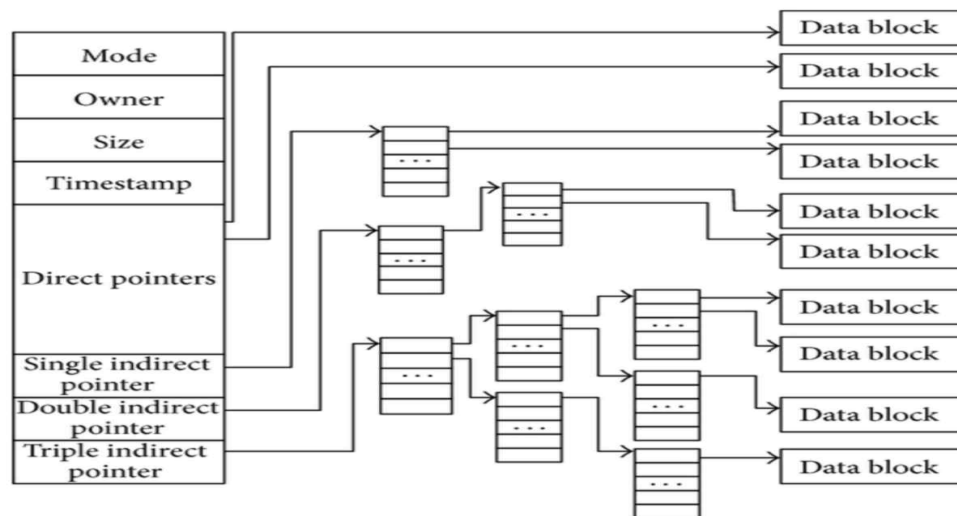 Mode
Owner
Size
Timestamp
Direct pointers
Single indirect
pointer
Double indirect
pointer
Triple indirect
pointer
...
...
...
...
...
...
...
...
...
Data block
Data block
Data block
Data block
Data block
Data block
Data block
Data block
Data block
Data block